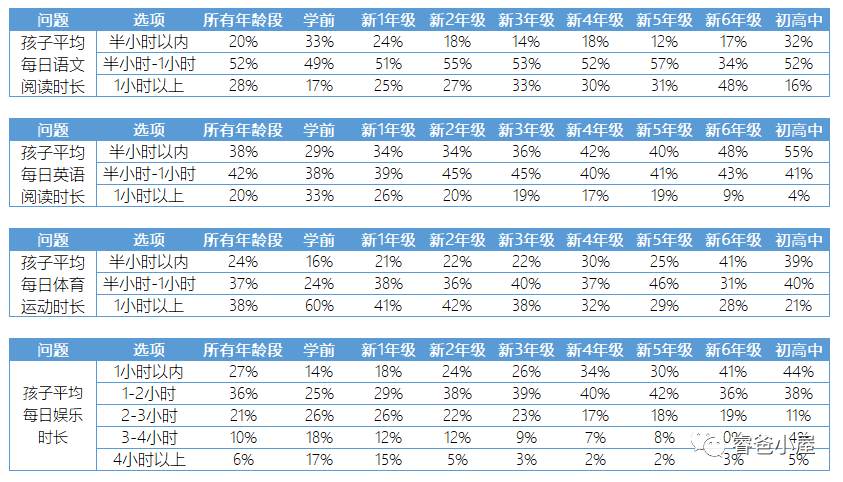 问题 选项 所有年龄段 学前 新1年级 新2年级 新3年级 新4年级 新5年级 新6年级 初高中
孩子平均 半小时以内 20% 33% 24% 18% 14% 18% 12% 17% 32%
每日语文 半小时-1小时 52% 49% 51% 55% 53% 52% 57% 34% 52%
阅读时长 1小时以上 28% 17% 25% 27% 33% 30% 31% 48% 16%
问题 选项 所有年龄段 学前 新1年级 新2年级 新3年级 新4年级 新5年级 新6年级 初高中
孩子平均 半小时以内 38% 29% 34% 34% 36% 42% 40% 48% 55%
每日英语 半小时-1小时 42% 38% 39% 45% 45% 40% 41% 43% 41%
阅读时长 1小时以上 20% 33% 26% 20% 19% 17% 19% 9% 4%
问题 选项 所有年龄段 学前 新1年级 新2年级 新3年级 新4年级 新5年级 新6年级 初高中
孩子平均 半小时以内 24% 16% 21% 22% 22% 30% 25% 41% 39%
每日体育 半小时-1小时 37% 24% 38% 36% 40% 37% 46% 31% 40%
运动时长 1小时以上 38% 60% 41% 42% 38% 32% 29% 28% 21%
问题 选项 所有年龄段 学前 新1年级 新2年级 新3年级 新4年级 新5年级 新6年级 初高中
1小时以内 27% 14% 18% 24% 26% 34% 30% 41% 44%
孩子平均 1-2小时 36% 25% 29% 38% 39% 40% 42% 36% 38%
每日娱乐 2-3小时 21% 26% 26% 22% 23% 17% 18% 19% 11%
时长 3-4小时 10% 18% 12% 12% 9% 7% 8% 0%
4小时以上 6% 17% 15% 5% 3% 2% 2% 3% 5%
睿爸小屋